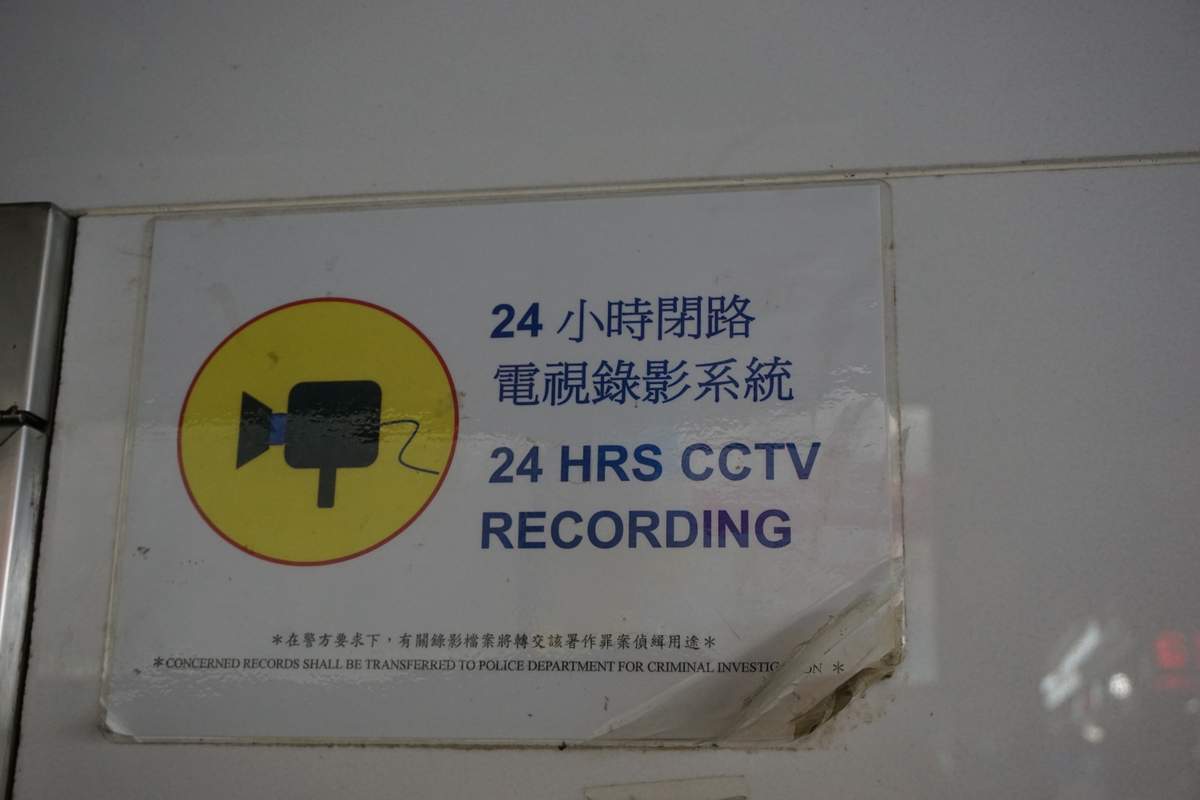 24 小時閉路
電視錄影系統
24 HRS CCTV
RECORDING
＊在警方要求下，有關錄影檔案將轉交該署作罪案偵緝用途＊
＊CONCERNED RECORDS SHALL BE TRANSFERRED TO POLICE DEPARTMENT FOR CRIMINAL INVESTIGATION ＊